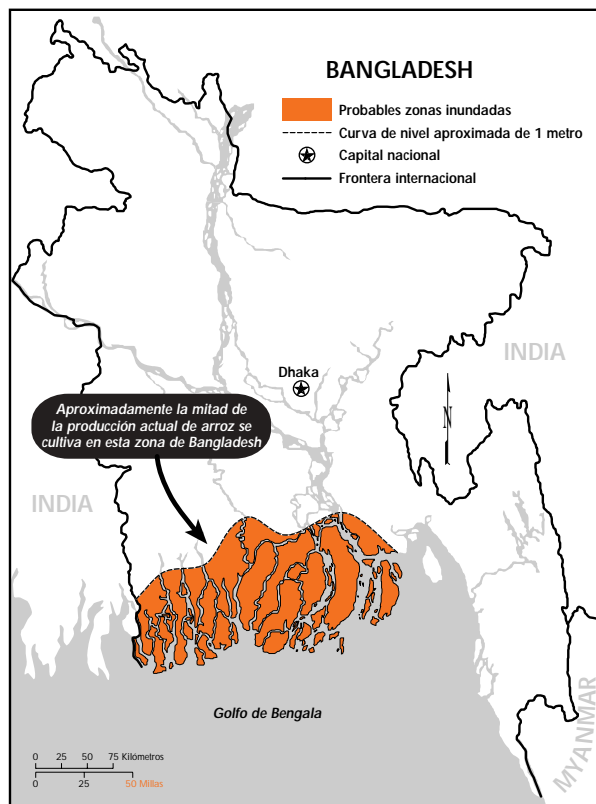 BANGLADESH
Probables zonas inundadas
Curva de nivel aproximada de 1 metro
Capital nacional
Frontera internacional
INDIA
Dhaka
N
Aproximadamente la mitad de
la producción actual de arroz se
cultiva en esta zona de Bangladesh
INDIA
Golfo de Bengala
MYANMAR
0 25 50 75 Kilómetros
0 25 50 Millas